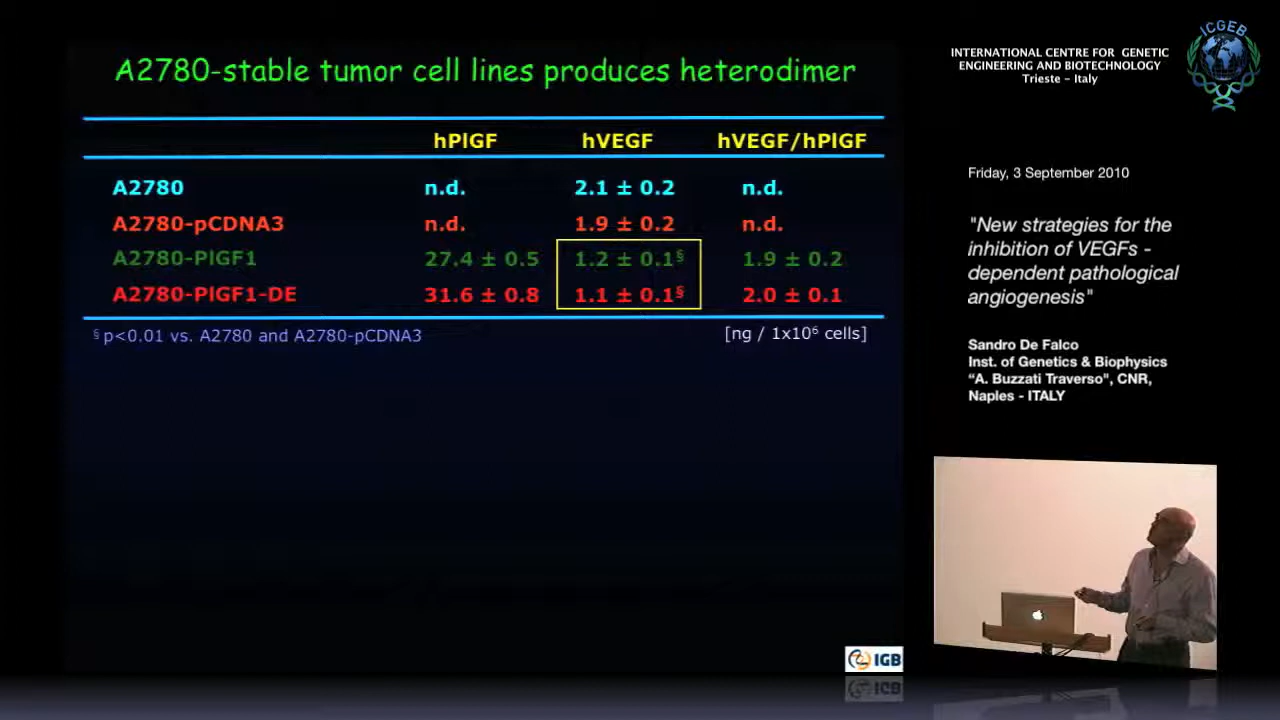 A2780-stable tumor cell lines produces heterodimer
hPlGF hVEGF hVEGF/hPlGF
A2780 n.d. 2.1 ± 0.2 n.d.
A2780-pCDNA3 n.d. 1.9 ± 0.2 n.d.
A2780-PlGF1 27.4 ± 0.5 1.2 ± 0.1§ 1.9 ± 0.2
A2780-PlGF1-DE 31.6 ± 0.8 1.1 ± 0.1§ 2.0 ± 0.1
§ p<0.01 vs. A2780 and A2780-pCDNA3 [ng / 1x10⁶ cells]
IGB
INTERNATIONAL CENTRE FOR GENETIC
ENGINEERING AND BIOTECHNOLOGY
Trieste - Italy
ICGEB
Friday, 3 September 2010
"New strategies for the
inhibition of VEGFs -
dependent pathological
angiogenesis"
Sandro De Falco
Inst. of Genetics & Biophysics
“A. Buzzati Traverso", CNR,
Naples - ITALY